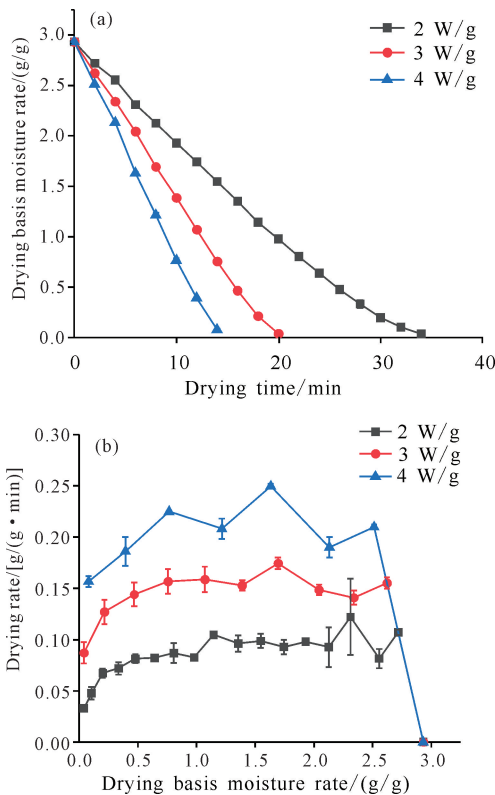 (a)
2 W/g
3 W/g
4 W/g
3.0
2.5
2.0
1.5
1.0
0.5
0.0
Drying basis moisture rate/(g/g)
0 10 20 30 40
Drying time/min
(b)
2 W/g
3 W/g
4 W/g
0.30
0.25
0.20
0.15
0.10
0.05
0.00
Drying rate/[g/(g•min)]
0.0 0.5 1.0 1.5 2.0 2.5 3.0
Drying basis moisture rate/(g/g)